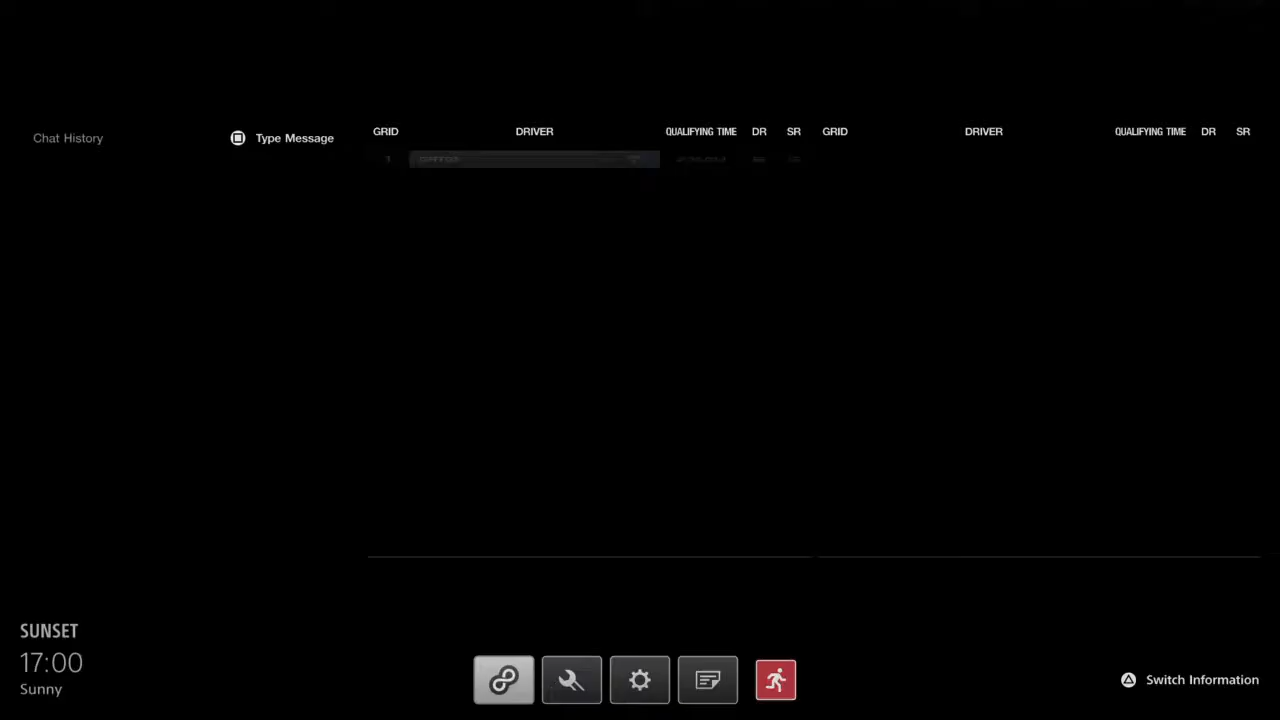 Chat History
Type Message
GRID DRIVER QUALIFYING TIME DR SR GRID DRIVER QUALIFYING TIME DR SR
1
SUNSET
17:00
Sunny
Switch Information